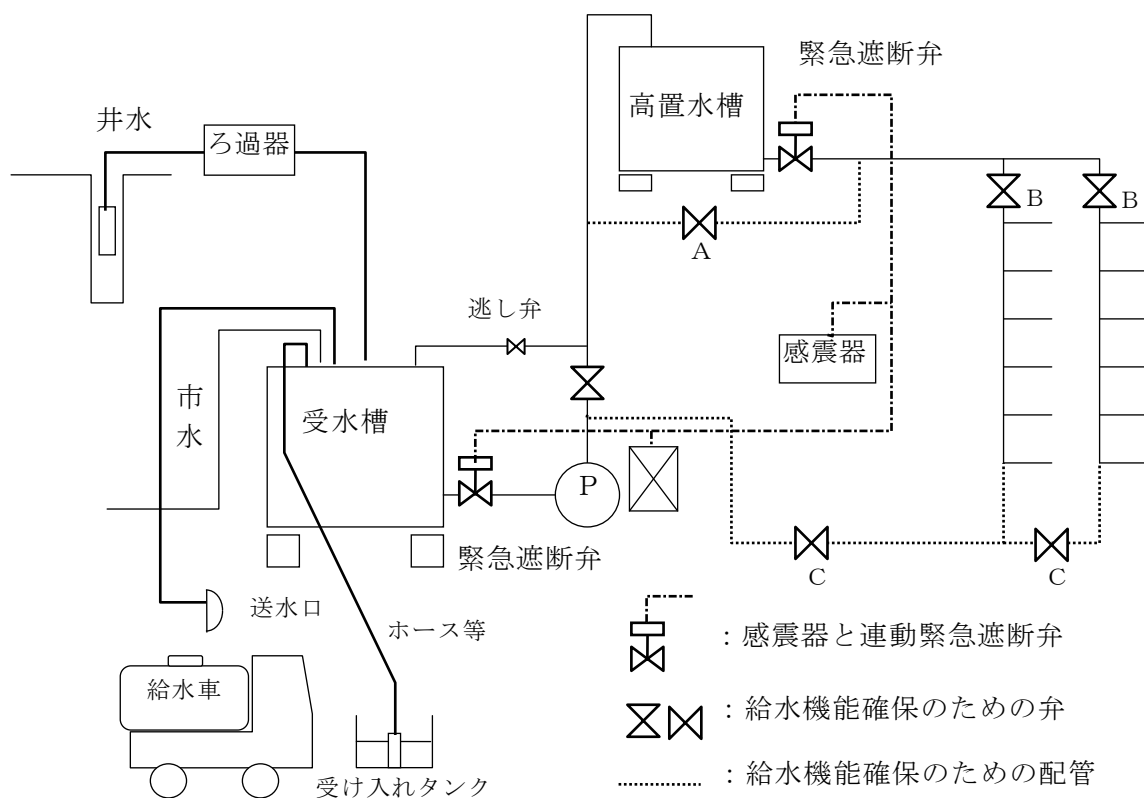 緊急遮断弁
高置水槽
井水
ろ過器
B
B
A
逃し弁
感震器
市水
受水槽
P
緊急遮断弁
C
C
送水口
ホース等
：感震器と連動緊急遮断弁
給水車
：給水機能確保のための弁
受け入れタンク
：給水機能確保のための配管